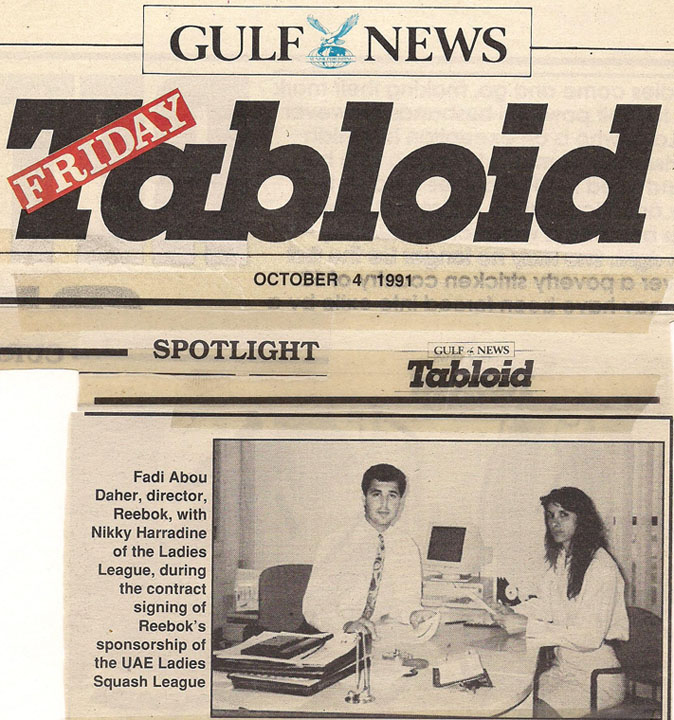 GULF NEWS
FRIDAY
Tabloid
OCTOBER 4 1991
SPOTLIGHT
GULF NEWS
Tabloid
Fadi Abou
Daher, director,
Reebok, with
Nikky Harradine
of the Ladies
League, during
the contract
signing of
Reebok's
sponsorship of
the UAE Ladies
Squash League